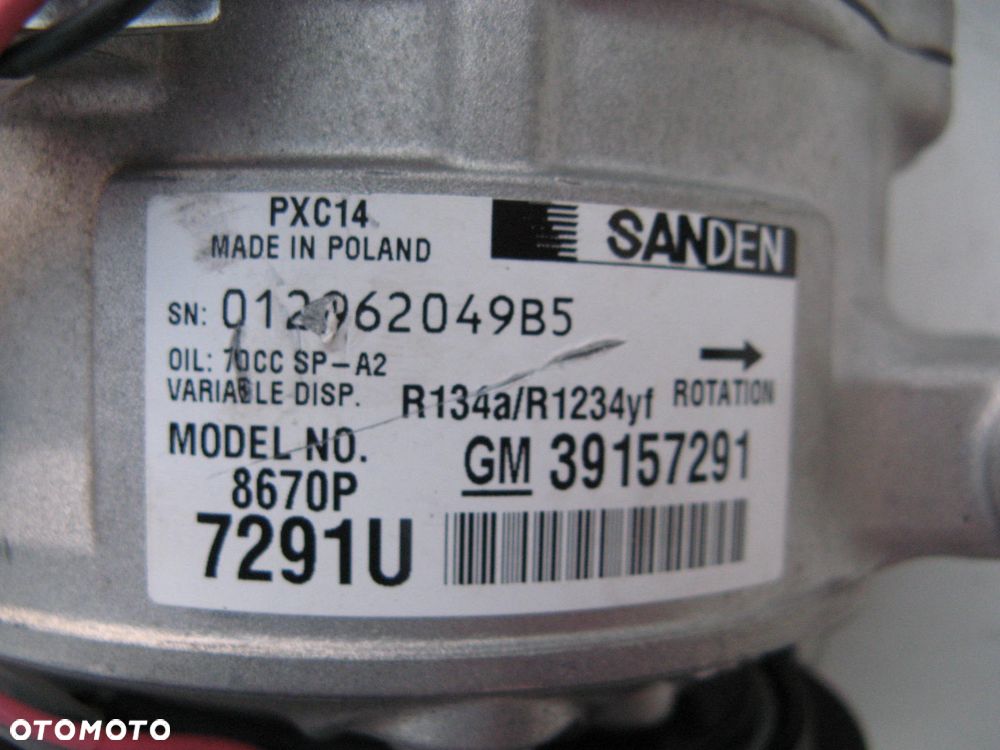 PXC14
MADE IN POLAND
SANDEN
SN:
OIL: 70CC SP-A2
VARIABLE DISP.
R134a/R1234yf
ROTATION
MODEL NO.
8670P
GM 39157291
7291U
OTOMOTO